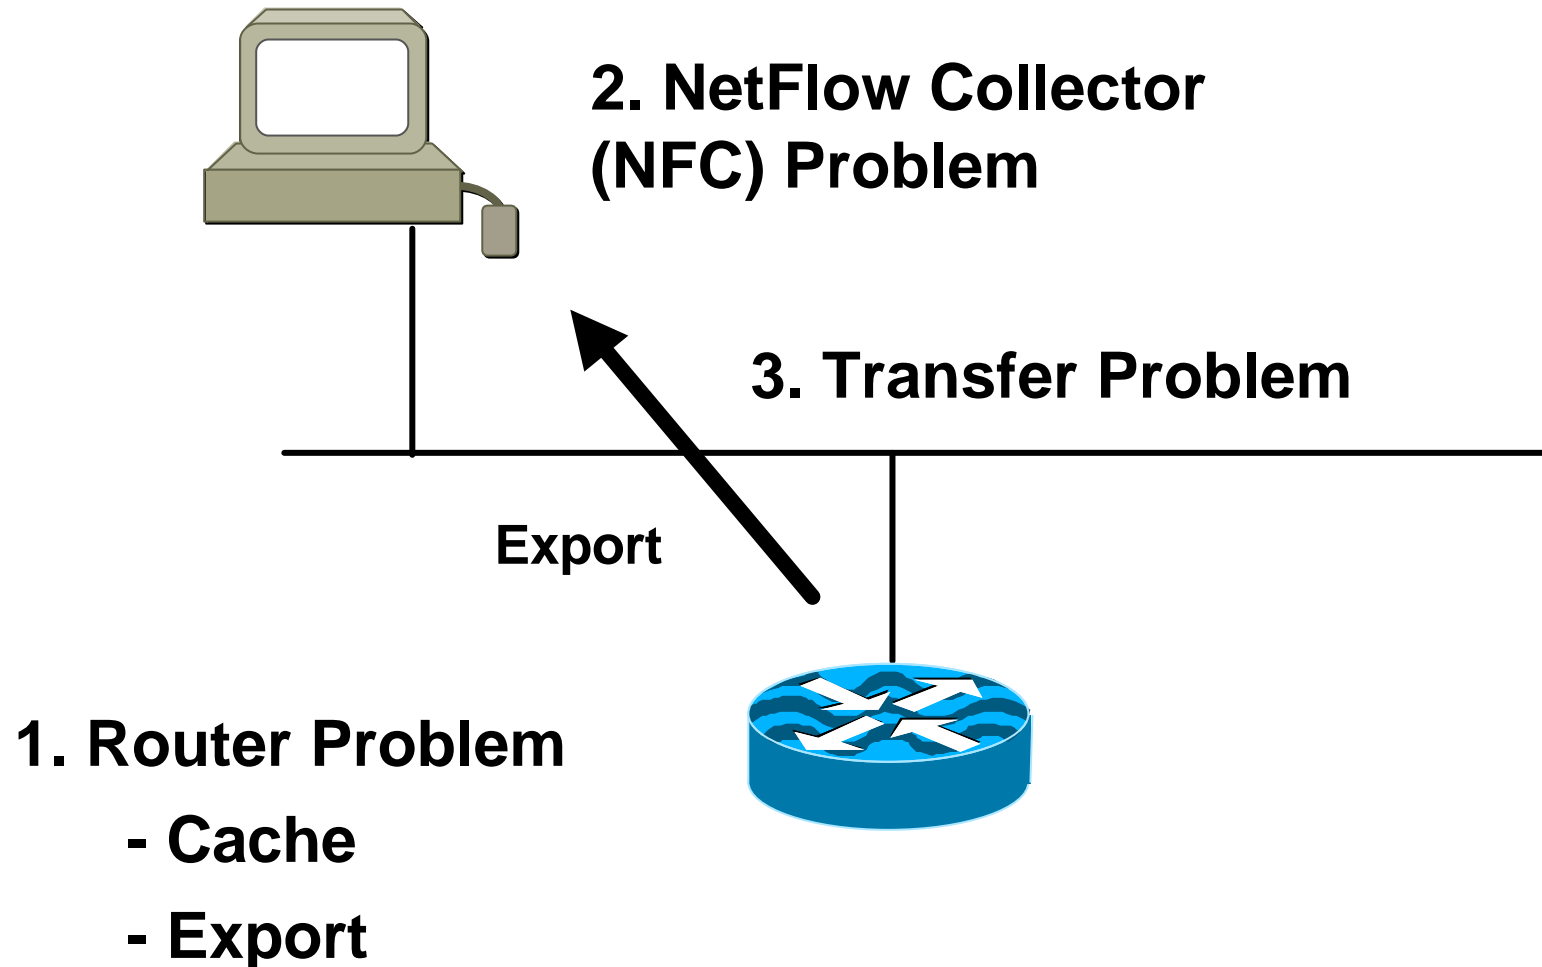 2. NetFlow Collector
(NFC) Problem
3. Transfer Problem
Export
1. Router Problem
- Cache
- Export